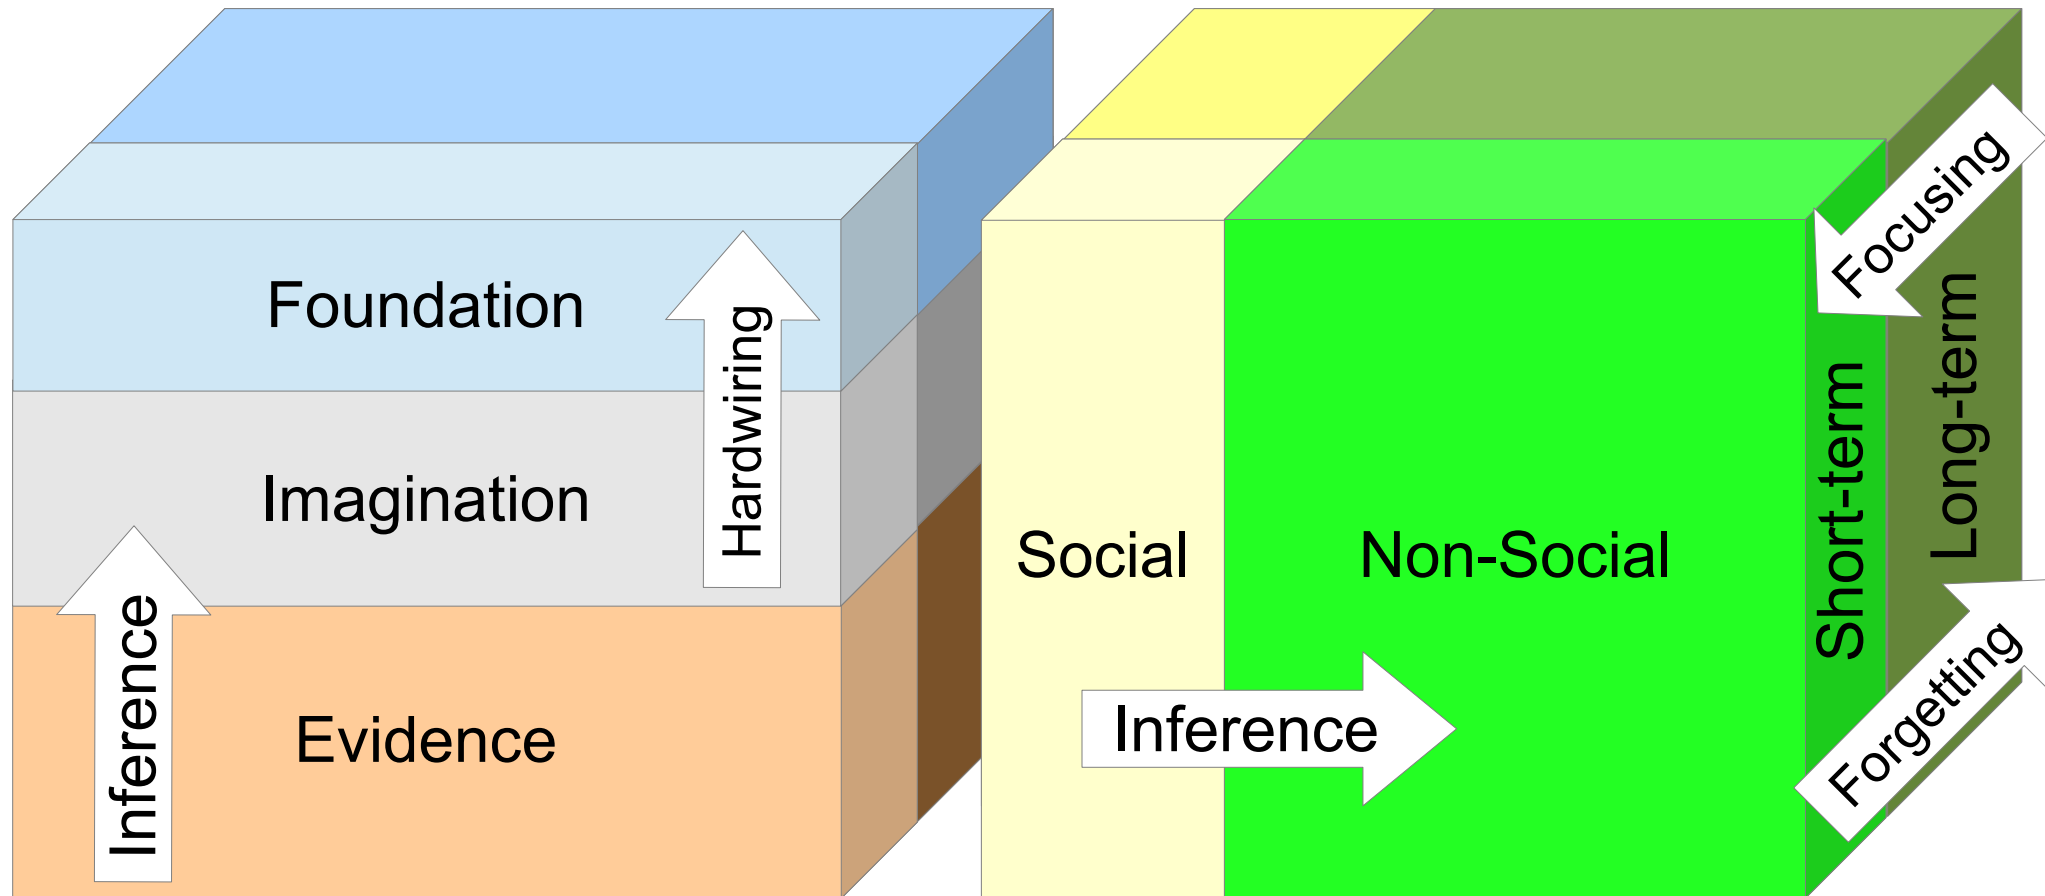 Foundation
Hardwiring
Imagination
Inference
Evidence
Social
Non-Social
Inference
Short-term
Long-term
Focusing
Forgetting